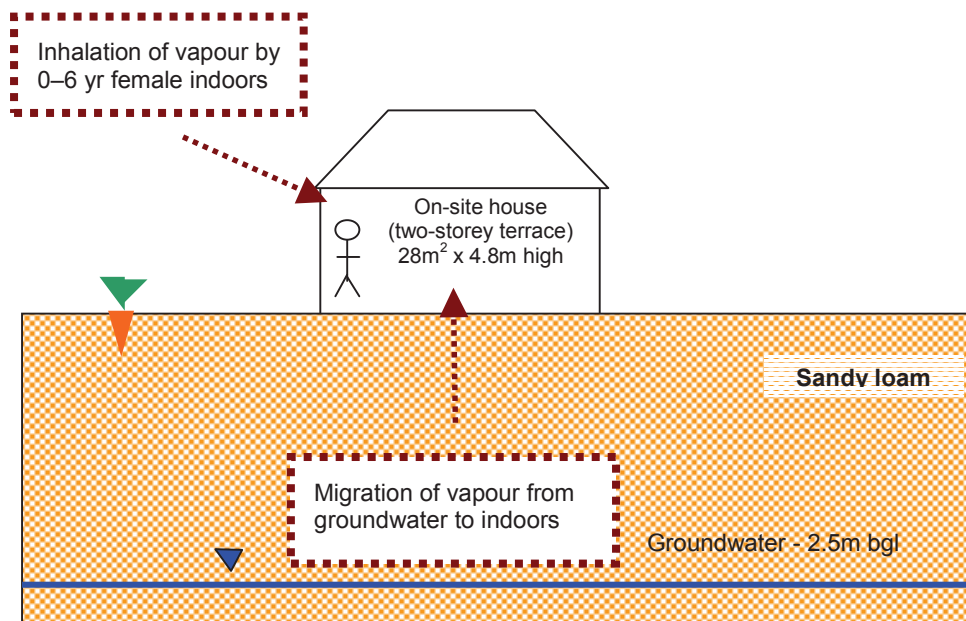 Inhalation of vapour by
0–6 yr female indoors
On-site house
(two-storey terrace)
28m² x 4.8m high
Sandy loam
Migration of vapour from
groundwater to indoors
Groundwater - 2.5m bgl